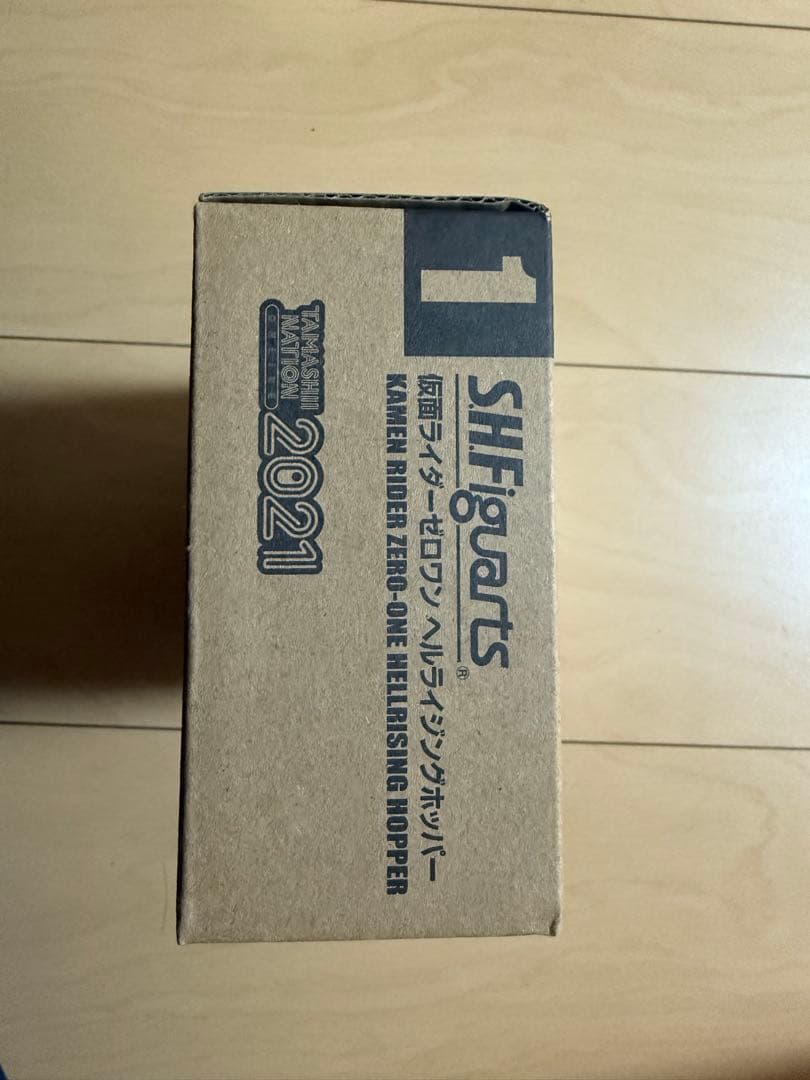 1
S.H.Figuarts®
仮面ライダーゼロワン ヘルライジングホッパー
KAMEN RIDER ZERO-ONE HELLRISING HOPPER
TAMASHII
NATION
2021